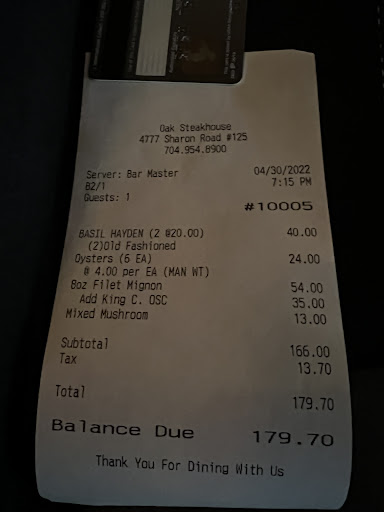 Oak Steakhouse
4777 Sharon Road #125
704.954.8900
Server: Bar Master 04/30/2022
B2/1 7:15 PM
Guests: 1
#10005
BASIL HAYDEN (2 @20.00) 40.00
(2)Old Fashioned
Oysters (6 EA) 24.00
@ 4.00 per EA (MAN WT)
8oz Filet Mignon 54.00
Add King C. OSC 35.00
Mixed Mushroom 13.00
Subtotal 166.00
Tax 13.70
Total 179.70
Balance Due 179.70
Thank You For Dining With Us